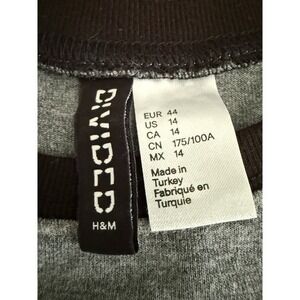 DIVIDED
H&M
EUR 44
US 14
CA 14
CN 175/100A
MX 14
Made in
Turkey
Fabriqué en
Turquie